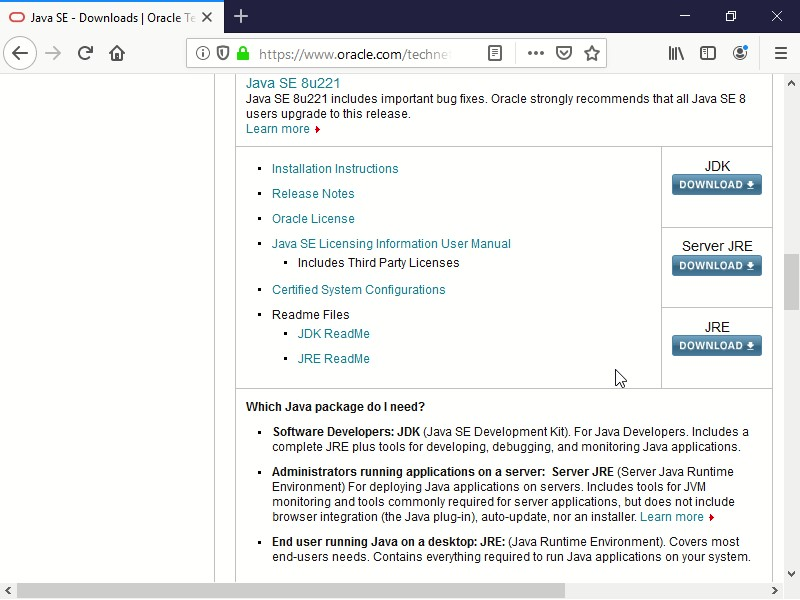 Java SE - Downloads | Oracle Te
https://www.oracle.com/technet
Java SE 8u221
Java SE 8u221 includes important bug fixes. Oracle strongly recommends that all Java SE 8
users upgrade to this release.
Learn more
Installation Instructions
Release Notes
Oracle License
Java SE Licensing Information User Manual
Includes Third Party Licenses
Certified System Configurations
Readme Files
JDK ReadMe
JRE ReadMe
JDK
DOWNLOAD
Server JRE
DOWNLOAD
JRE
DOWNLOAD
Which Java package do I need?
Software Developers: JDK (Java SE Development Kit). For Java Developers. Includes a
complete JRE plus tools for developing, debugging, and monitoring Java applications.
Administrators running applications on a server: Server JRE (Server Java Runtime
Environment) For deploying Java applications on servers. Includes tools for JVM
monitoring and tools commonly required for server applications, but does not include
browser integration (the Java plug-in), auto-update, nor an installer. Learn more
End user running Java on a desktop: JRE: (Java Runtime Environment). Covers most
end-users needs. Contains everything required to run Java applications on your system.